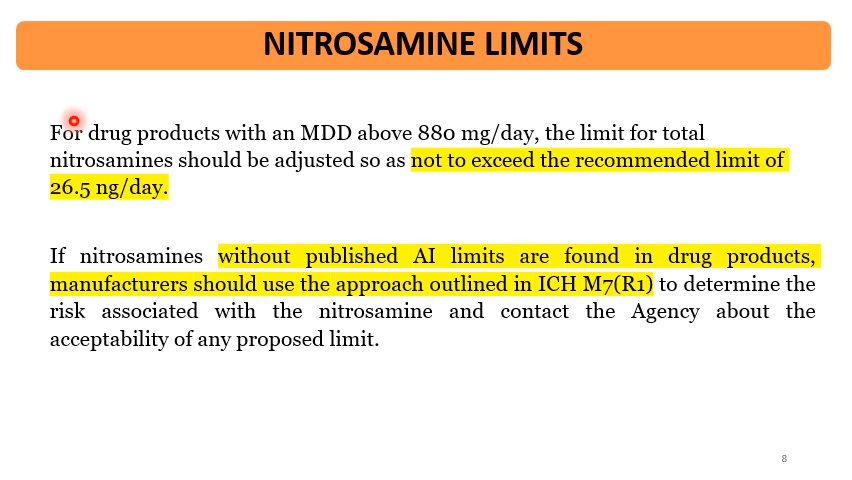 NITROSAMINE LIMITS
For drug products with an MDD above 880 mg/day, the limit for total
nitrosamines should be adjusted so as not to exceed the recommended limit of
26.5 ng/day.
If nitrosamines without published AI limits are found in drug products,
manufacturers should use the approach outlined in ICH M7(R1) to determine the
risk associated with the nitrosamine and contact the Agency about the
acceptability of any proposed limit.
8